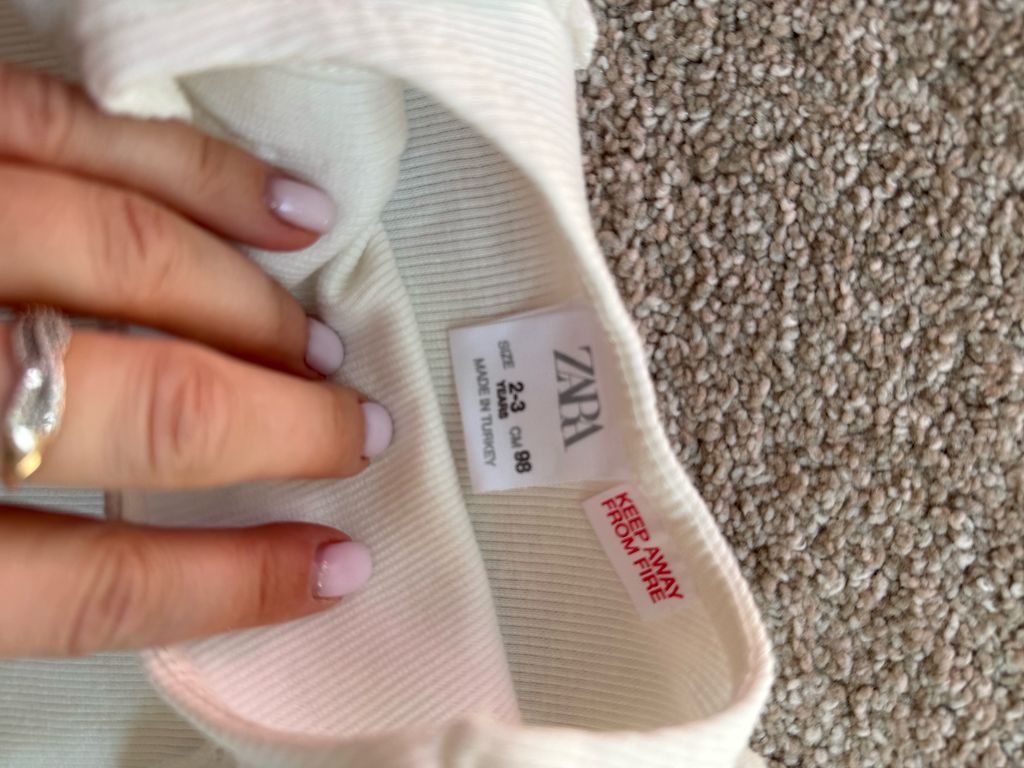 ZARA
SIZE 2-3 CM 98
YEARS
MADE IN TURKEY
KEEP AWAY
FROM FIRE